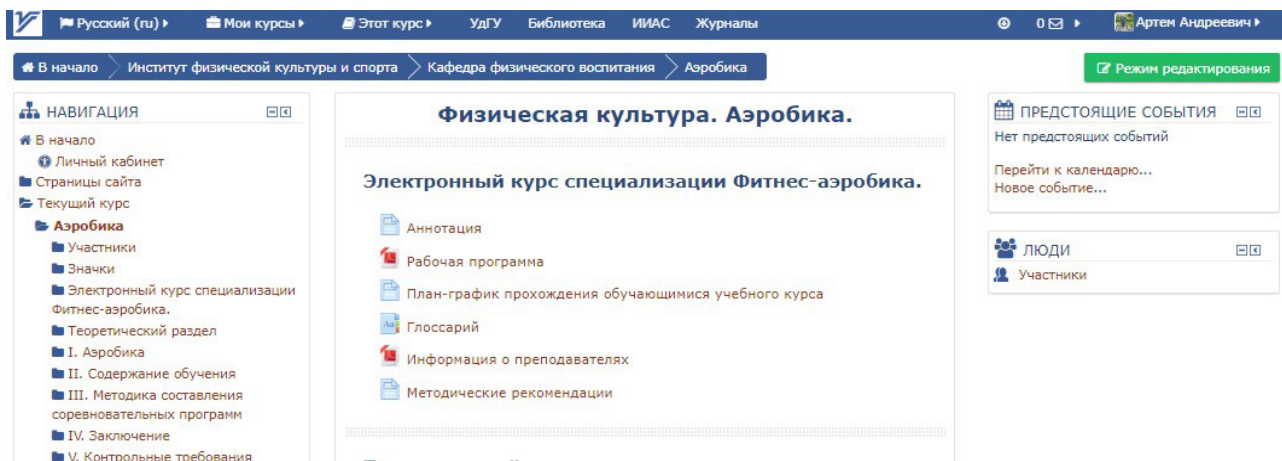 Русский (ru) Мои курсы Этот курс УдГУ Библиотека ИИАС Журналы 0 Артем Андреевич
В начало Институт физической культуры и спорта Кафедра физического воспитания Аэробика
Режим редактирования
НАВИГАЦИЯ
В начало
Личный кабинет
Страницы сайта
Текущий курс
Аэробика
Участники
Значки
Электронный курс специализации
Фитнес-аэробика.
Теоретический раздел
I. Аэробика
II. Содержание обучения
III. Методика составления
соревновательных программ
IV. Заключение
V. Контрольные требования
Физическая культура. Аэробика.
Электронный курс специализации Фитнес-аэробика.
Аннотация
Рабочая программа
План-график прохождения обучающимися учебного курса
Глоссарий
Информация о преподавателях
Методические рекомендации
ПРЕДСТОЯЩИЕ СОБЫТИЯ
Нет предстоящих событий
Перейти к календарю...
Новое событие...
ЛЮДИ
Участники